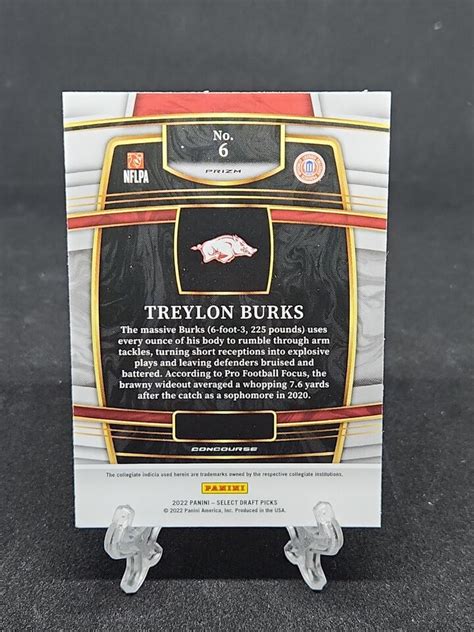 No.
6
NFLPA
PRIZM
TREYLON BURKS
The massive Burks (6-foot-3, 225 pounds) uses
every ounce of his body to rumble through arm
tackles, turning short receptions into explosive
plays and leaving defenders bruised and
battered. According to Pro Football Focus, the
brawny wideout averaged a whopping 7.6 yards
after the catch as a sophomore in 2020.
CONCOURSE
The collegiate indicia used herein are trademarks owned by the respective collegiate institutions.
PANINI
2022 PANINI – SELECT DRAFT PICKS
© 2022 Panini America, Inc. Produced in the USA.